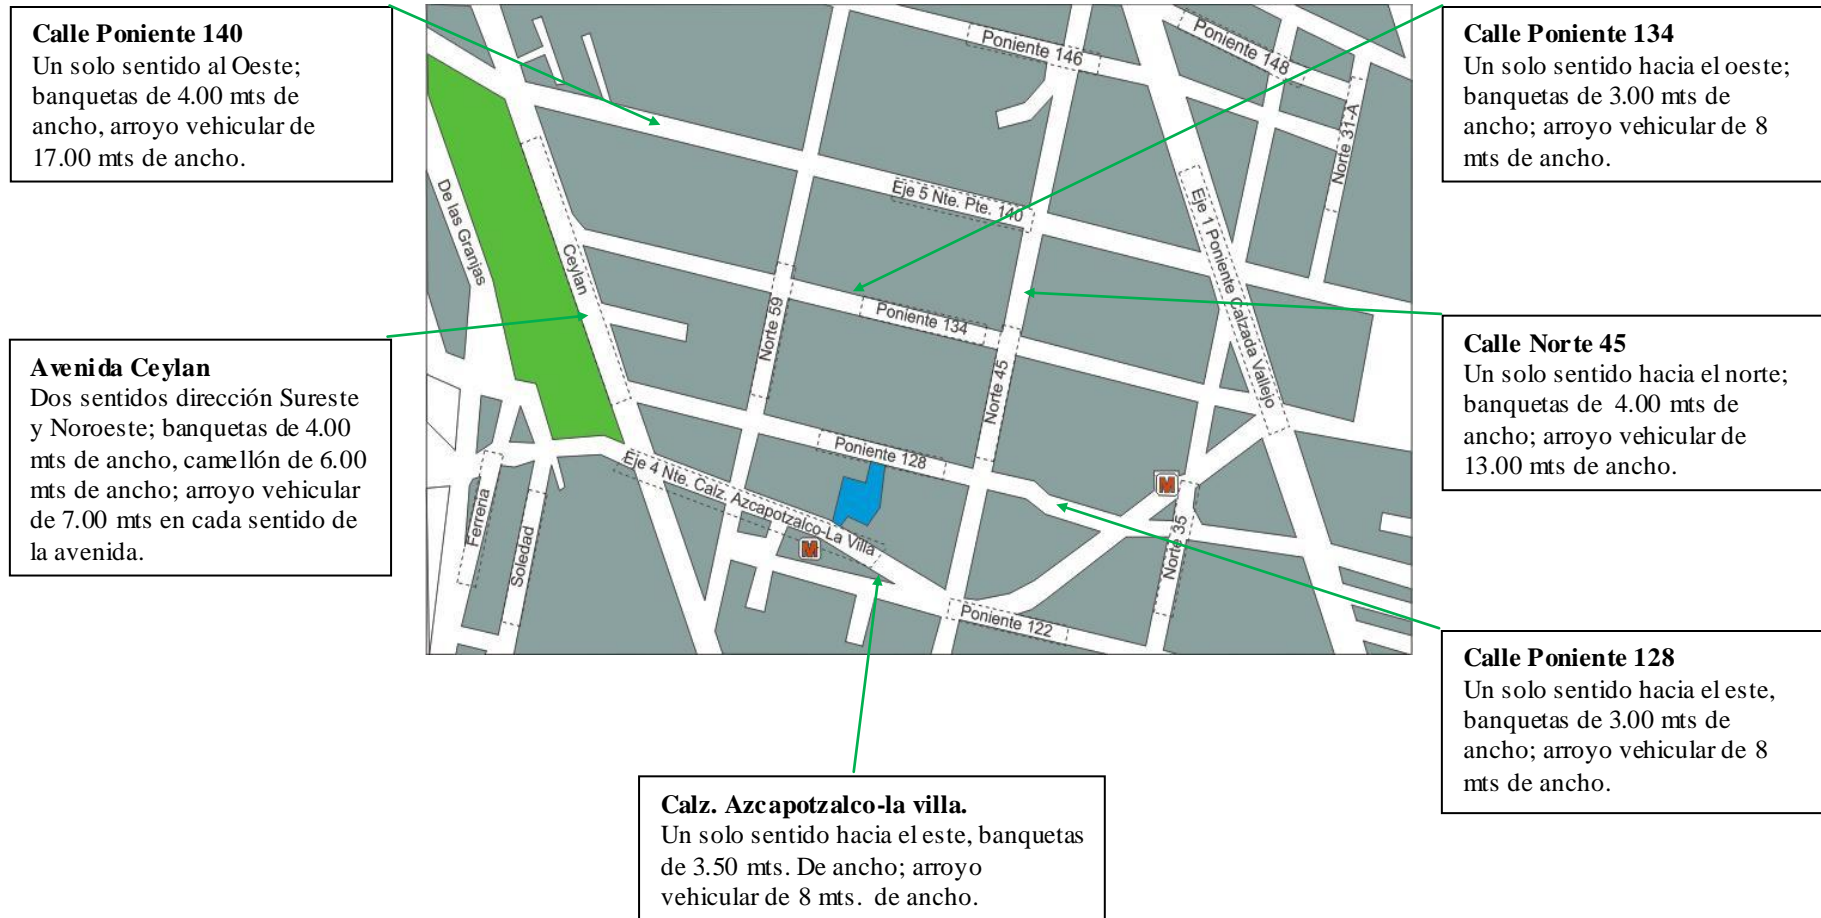 Calle Poniente 140
Un solo sentido al Oeste;
banquetas de 4.00 mts de
ancho, arroyo vehicular de
17.00 mts de ancho.
Avenida Ceylan
Dos sentidos dirección Sureste
y Noroeste; banquetas de 4.00
mts de ancho, camellón de 6.00
mts de ancho; arroyo vehicular
de 7.00 mts en cada sentido de
la avenida.
Poniente 146
Poniente 148
Norte 31-A
De las Granjas
Ceylan
Eje 5 Nte. Pte. 140
Eje 1 Poniente Calzada Vallejo
Norte 59
Poniente 134
Norte 45
Poniente 128
Eje 4 Nte. Calz. Azcapotzalco-La Villa
M
M
Ferreria
Soledad
Norte 35
Poniente 122
Calle Poniente 134
Un solo sentido hacia el oeste;
banquetas de 3.00 mts de
ancho; arroyo vehicular de 8
mts de ancho.
Calle Norte 45
Un solo sentido hacia el norte;
banquetas de 4.00 mts de
ancho; arroyo vehicular de
13.00 mts de ancho.
Calle Poniente 128
Un solo sentido hacia el este,
banquetas de 3.00 mts de
ancho; arroyo vehicular de 8
mts de ancho.
Calz. Azcapotzalco-la villa.
Un solo sentido hacia el este, banquetas
de 3.50 mts. De ancho; arroyo
vehicular de 8 mts. de ancho.